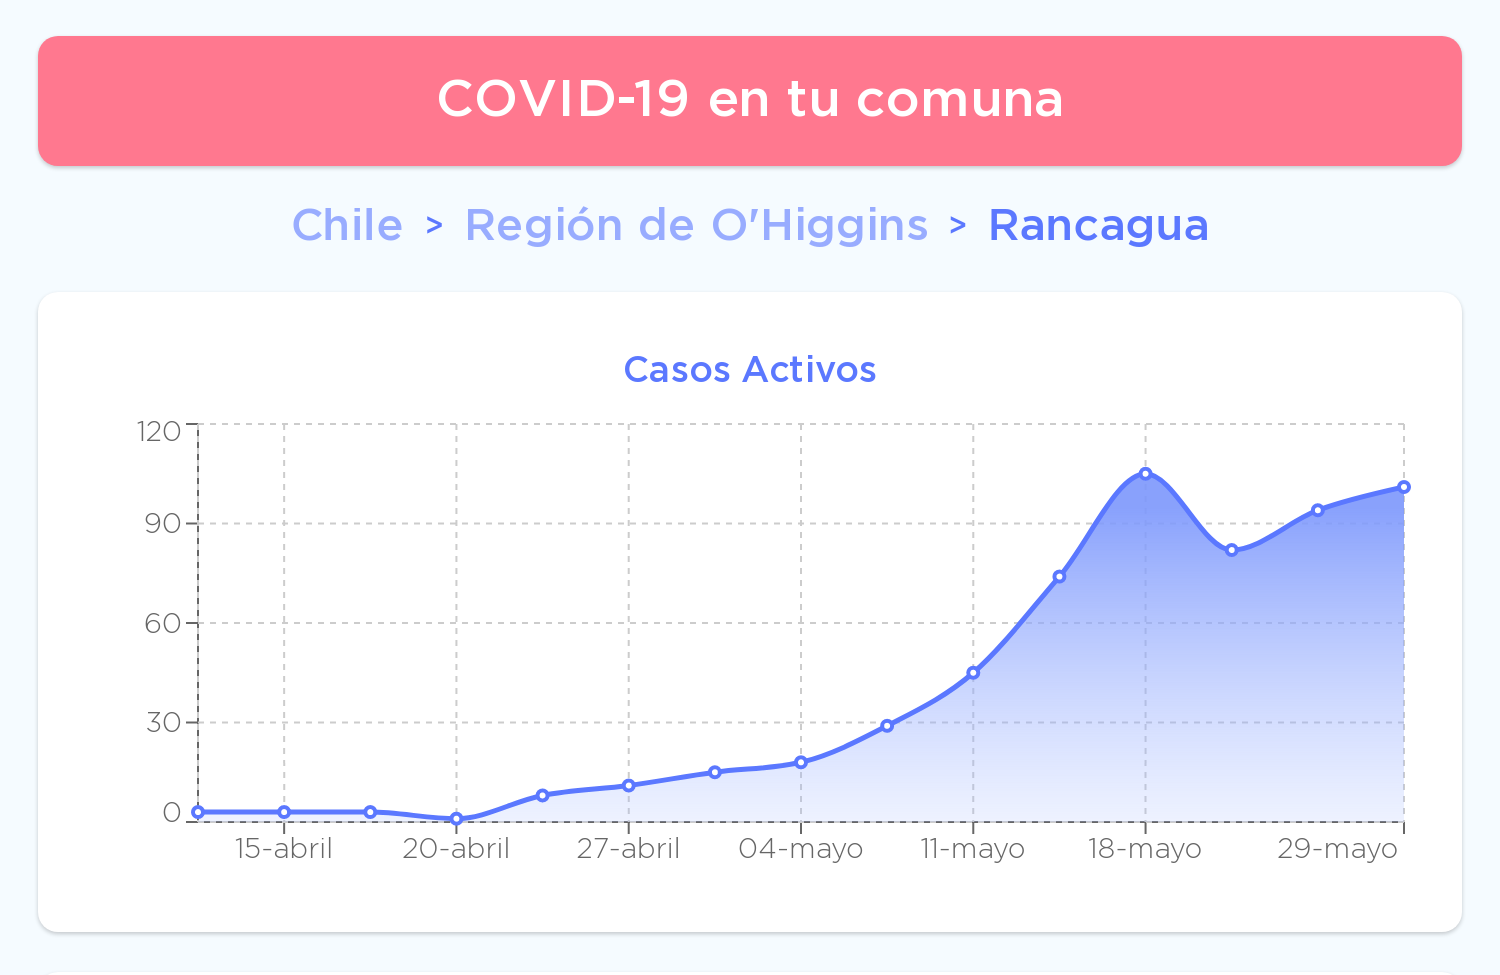 COVID-19 en tu comuna
Chile > Región de O'Higgins > Rancagua
Casos Activos
120
90
60
30
0
15-abril 20-abril 27-abril 04-mayo 11-mayo 18-mayo 29-mayo